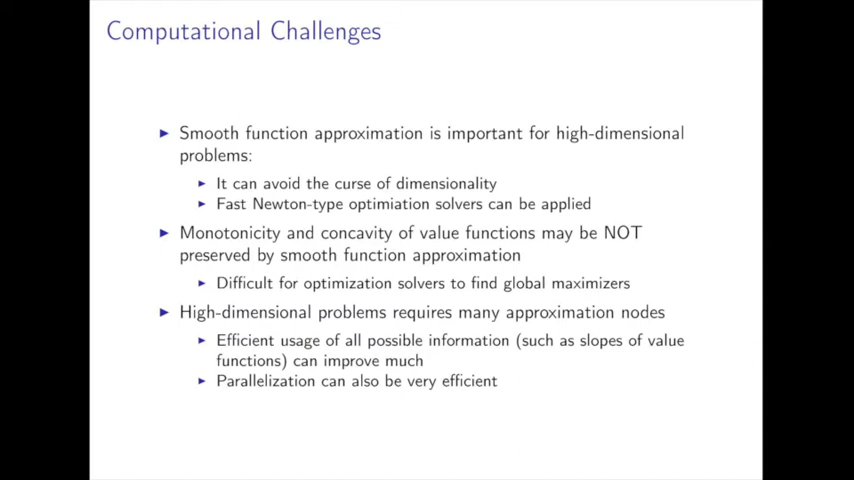 Computational Challenges
Smooth function approximation is important for high-dimensional
problems:
It can avoid the curse of dimensionality
Fast Newton-type optimiation solvers can be applied
Monotonicity and concavity of value functions may be NOT
preserved by smooth function approximation
Difficult for optimization solvers to find global maximizers
High-dimensional problems requires many approximation nodes
Efficient usage of all possible information (such as slopes of value
functions) can improve much
Parallelization can also be very efficient